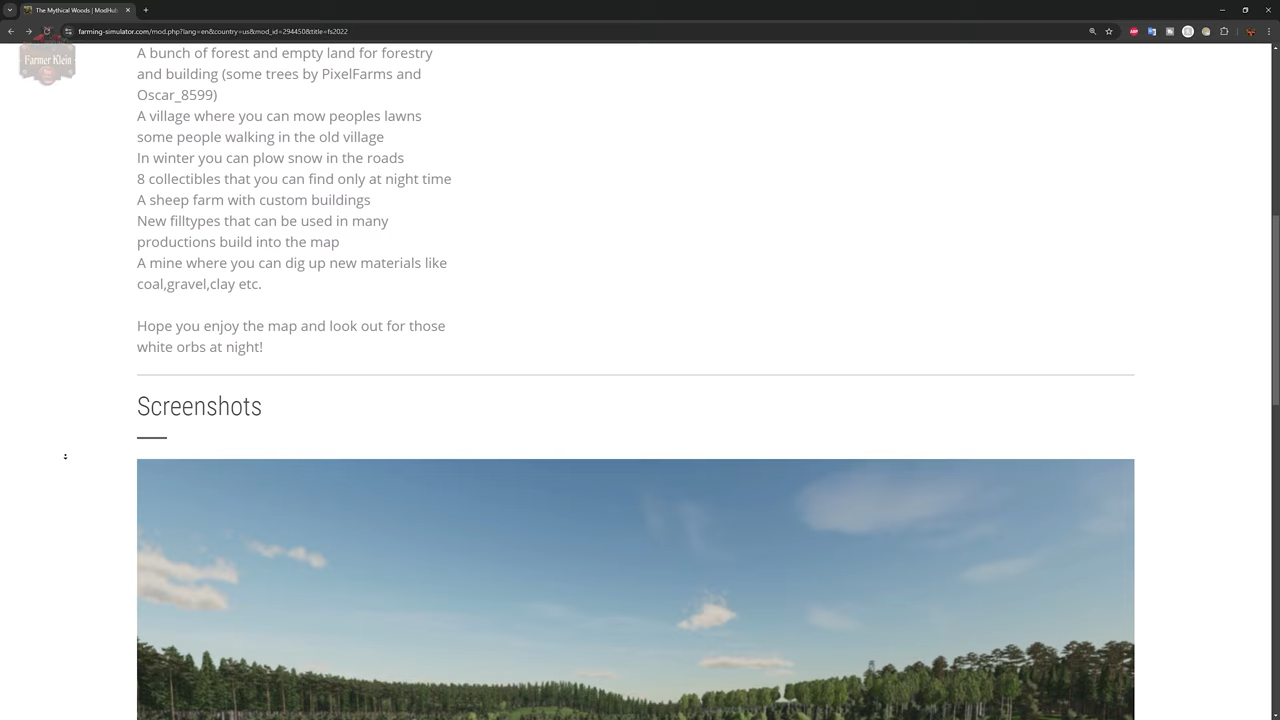 The Mythical Woods | ModHub
farming-simulator.com/mod.php?lang=en&country=us&mod_id=294450&title=fs2022
Farmer Klein
A bunch of forest and empty land for forestry
and building (some trees by PixelFarms and
Oscar_8599)
A village where you can mow peoples lawns
some people walking in the old village
In winter you can plow snow in the roads
8 collectibles that you can find only at night time
A sheep farm with custom buildings
New filltypes that can be used in many
productions build into the map
A mine where you can dig up new materials like
coal,gravel,clay etc.
Hope you enjoy the map and look out for those
white orbs at night!
Screenshots